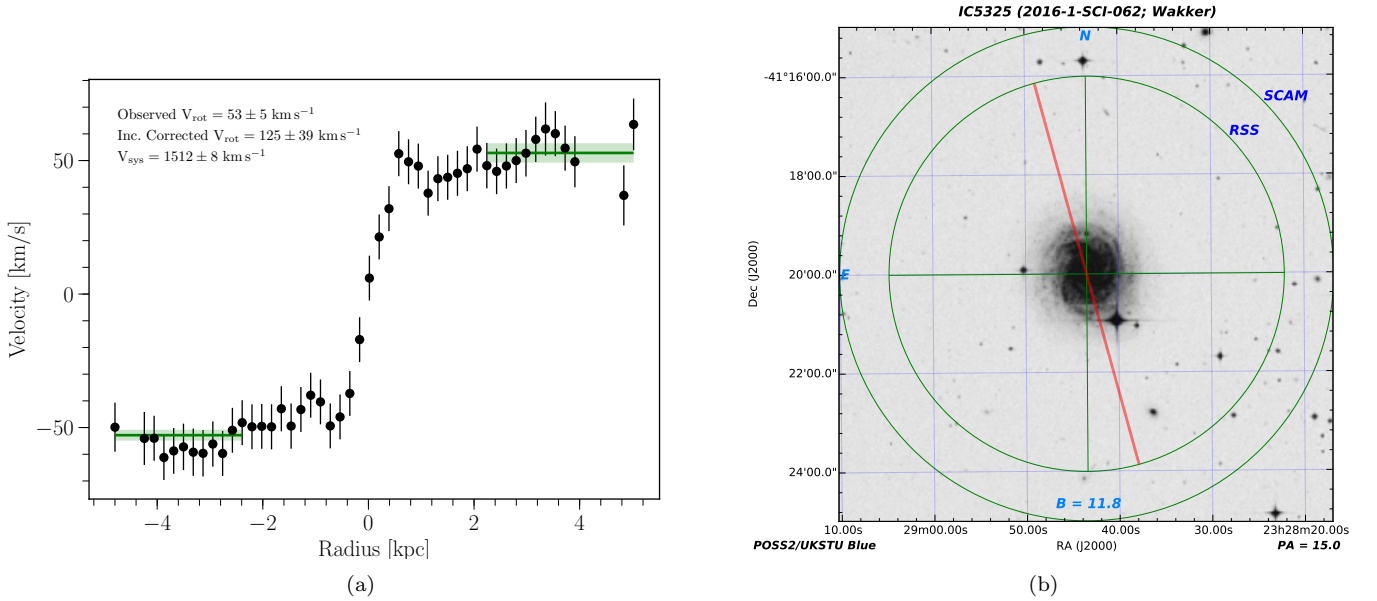 Observed V_rot = 53 ± 5 km s⁻¹
Inc. Corrected V_rot = 125 ± 39 km s⁻¹
V_sys = 1512 ± 8 km s⁻¹
Velocity [km/s]
50
0
−50
−4 −2 0 2 4
Radius [kpc]
(a)
IC5325 (2016-1-SCI-062; Wakker)
N
-41°16'00.0"
SCAM
RSS
18'00.0"
E
20'00.0"
Dec (J2000)
22'00.0"
24'00.0"
B = 11.8
10.00s 29m00.00s 50.00s 40.00s 30.00s 23h28m20.00s
POSS2/UKSTU Blue RA (J2000) PA = 15.0
(b)